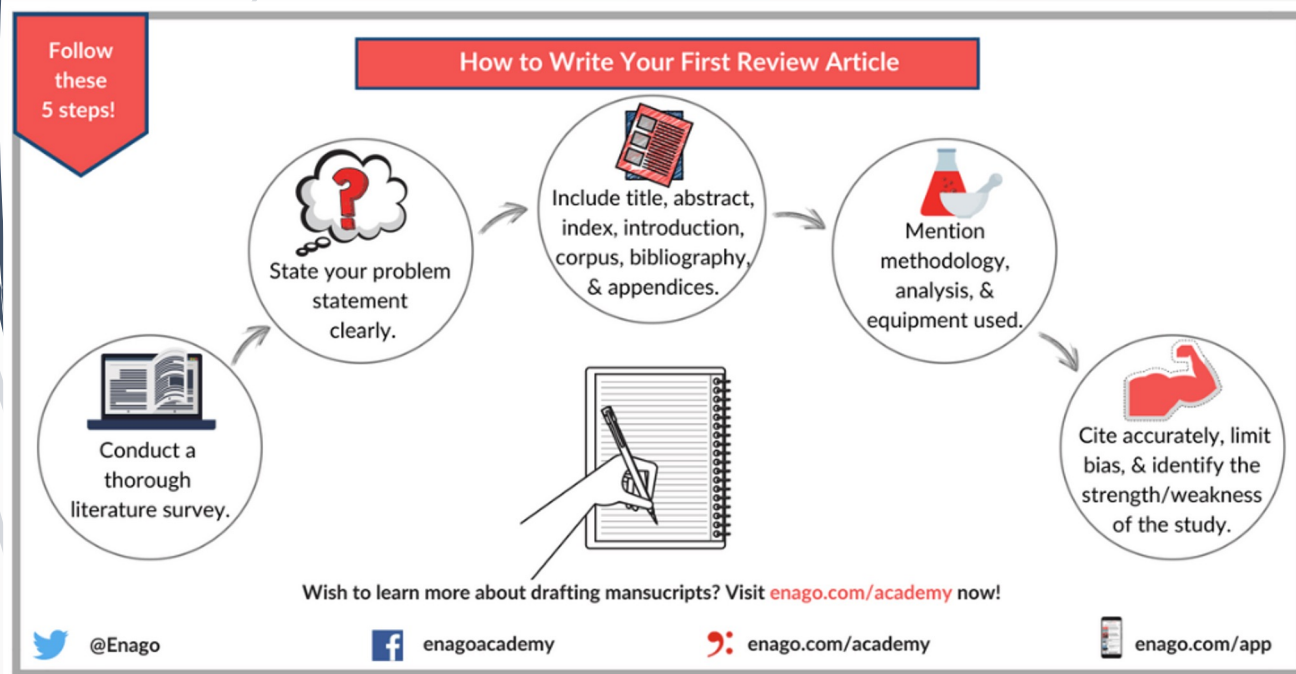 Follow
these
5 steps!
How to Write Your First Review Article
Conduct a
thorough
literature survey.
State your problem
statement
clearly.
Include title, abstract,
index, introduction,
corpus, bibliography,
& appendices.
Mention
methodology,
analysis, &
equipment used.
Cite accurately, limit
bias, & identify the
strength/weakness
of the study.
Wish to learn more about drafting mansucripts? Visit enago.com/academy now!
@Enago
enagoacademy
enago.com/academy
enago.com/app